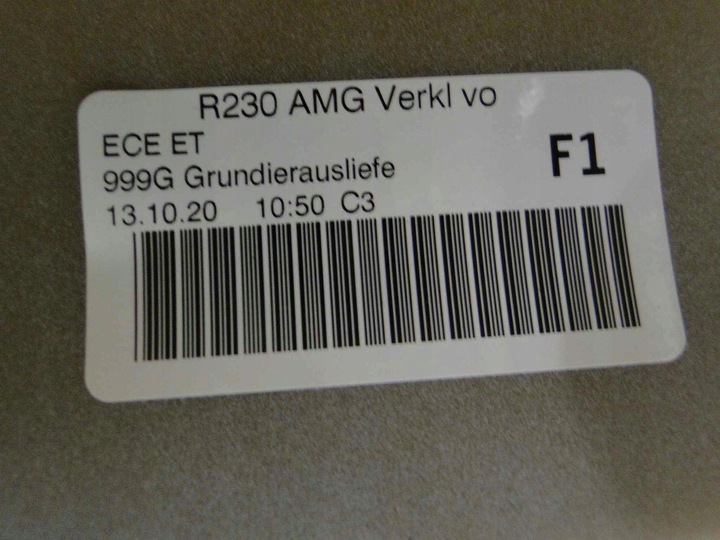 R230 AMG Verkl vo
ECE ET
999G Grundierausliefe
F1
13.10.20 10:50 C3